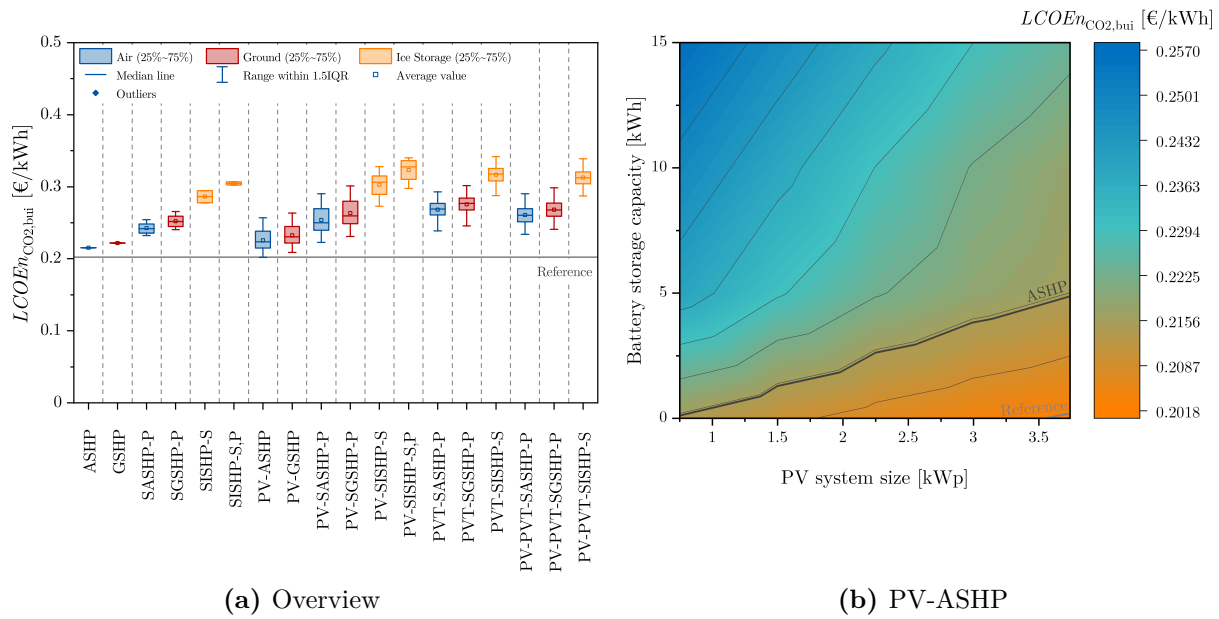 0.5
0.4
0.3
0.2
0.1
0
LCOEn CO2,bui [€/kWh]
Air (25%~75%) Ground (25%~75%) Ice Storage (25%~75%)
Median line Range within 1.5IQR Average value
Outliers
Reference
ASHP
GSHP
SASHP-P
SGSHP-P
SISHP-S
SISHP-S,P
PV-ASHP
PV-GSHP
PV-SASHP-P
PV-SGSHP-P
PV-SISHP-S
PV-SISHP-S,P
PVT-SASHP-P
PVT-SGSHP-P
PVT-SISHP-S
PV-PVT-SASHP-P
PV-PVT-SGSHP-P
PV-PVT-SISHP-S
(a) Overview
LCOEn CO2,bui [€/kWh]
15
10
5
0
Battery storage capacity [kWh]
ASHP
Reference
1 1.5 2 2.5 3 3.5
PV system size [kWp]
0.2570
0.2501
0.2432
0.2363
0.2294
0.2225
0.2156
0.2087
0.2018
(b) PV-ASHP